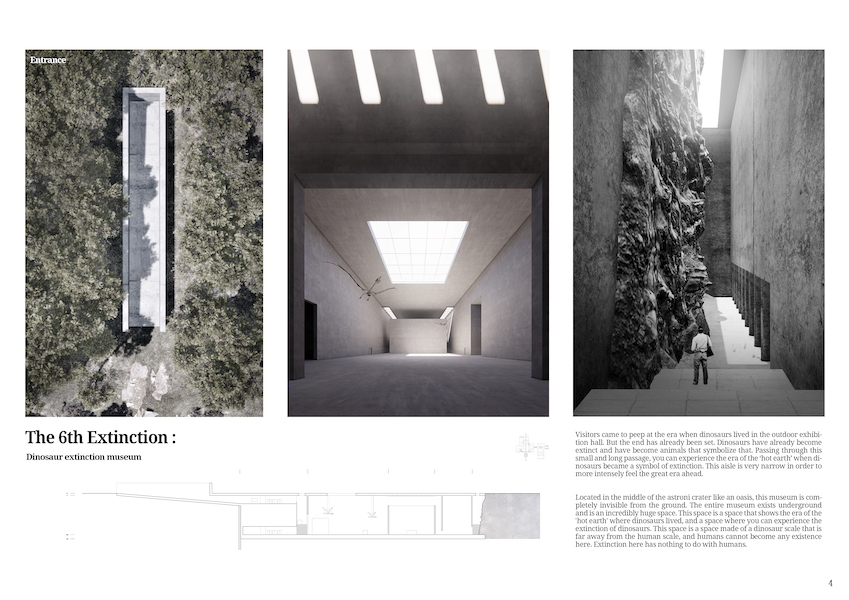 Entrance
The 6th Extinction :
Dinosaur extinction museum
Visitors came to peep at the era when dinosaurs lived in the outdoor exhibi-
tion hall. But the end has already been set. Dinosaurs have already become
extinct and have become animals that symbolize that. Passing through this
small and long passage, you can experience the era of the 'hot earth' when di-
nosaurs became a symbol of extinction. This aisle is very narrow in order to
more intensely feel the great era ahead.
Located in the middle of the astroni crater like an oasis, this museum is com-
pletely invisible from the ground. The entire museum exists underground
and is an incredibly huge space. This space is a space that shows the era of the
'hot earth' where dinosaurs lived, and a space where you can experience the
extinction of dinosaurs. This space is a space made of a dinosaur scale that is
far away from the human scale, and humans cannot become any existence
here. Extinction here has nothing to do with humans.
4